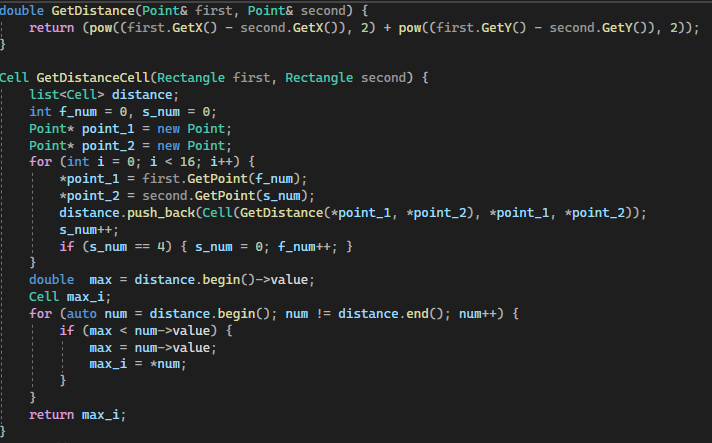 double GetDistance(Point& first, Point& second) {
    return (pow((first.GetX() - second.GetX()), 2) + pow((first.GetY() - second.GetY()), 2));
}

Cell GetDistanceCell(Rectangle first, Rectangle second) {
    list<Cell> distance;
    int f_num = 0, s_num = 0;
    Point* point_1 = new Point;
    Point* point_2 = new Point;
    for (int i = 0; i < 16; i++) {
        *point_1 = first.GetPoint(f_num);
        *point_2 = second.GetPoint(s_num);
        distance.push_back(Cell(GetDistance(*point_1, *point_2), *point_1, *point_2));
        s_num++;
        if (s_num == 4) { s_num = 0; f_num++; }
    }
    double  max = distance.begin()->value;
    Cell max_i;
    for (auto num = distance.begin(); num != distance.end(); num++) {
        if (max < num->value) {
            max = num->value;
            max_i = *num;
        }
    }
    return max_i;
}